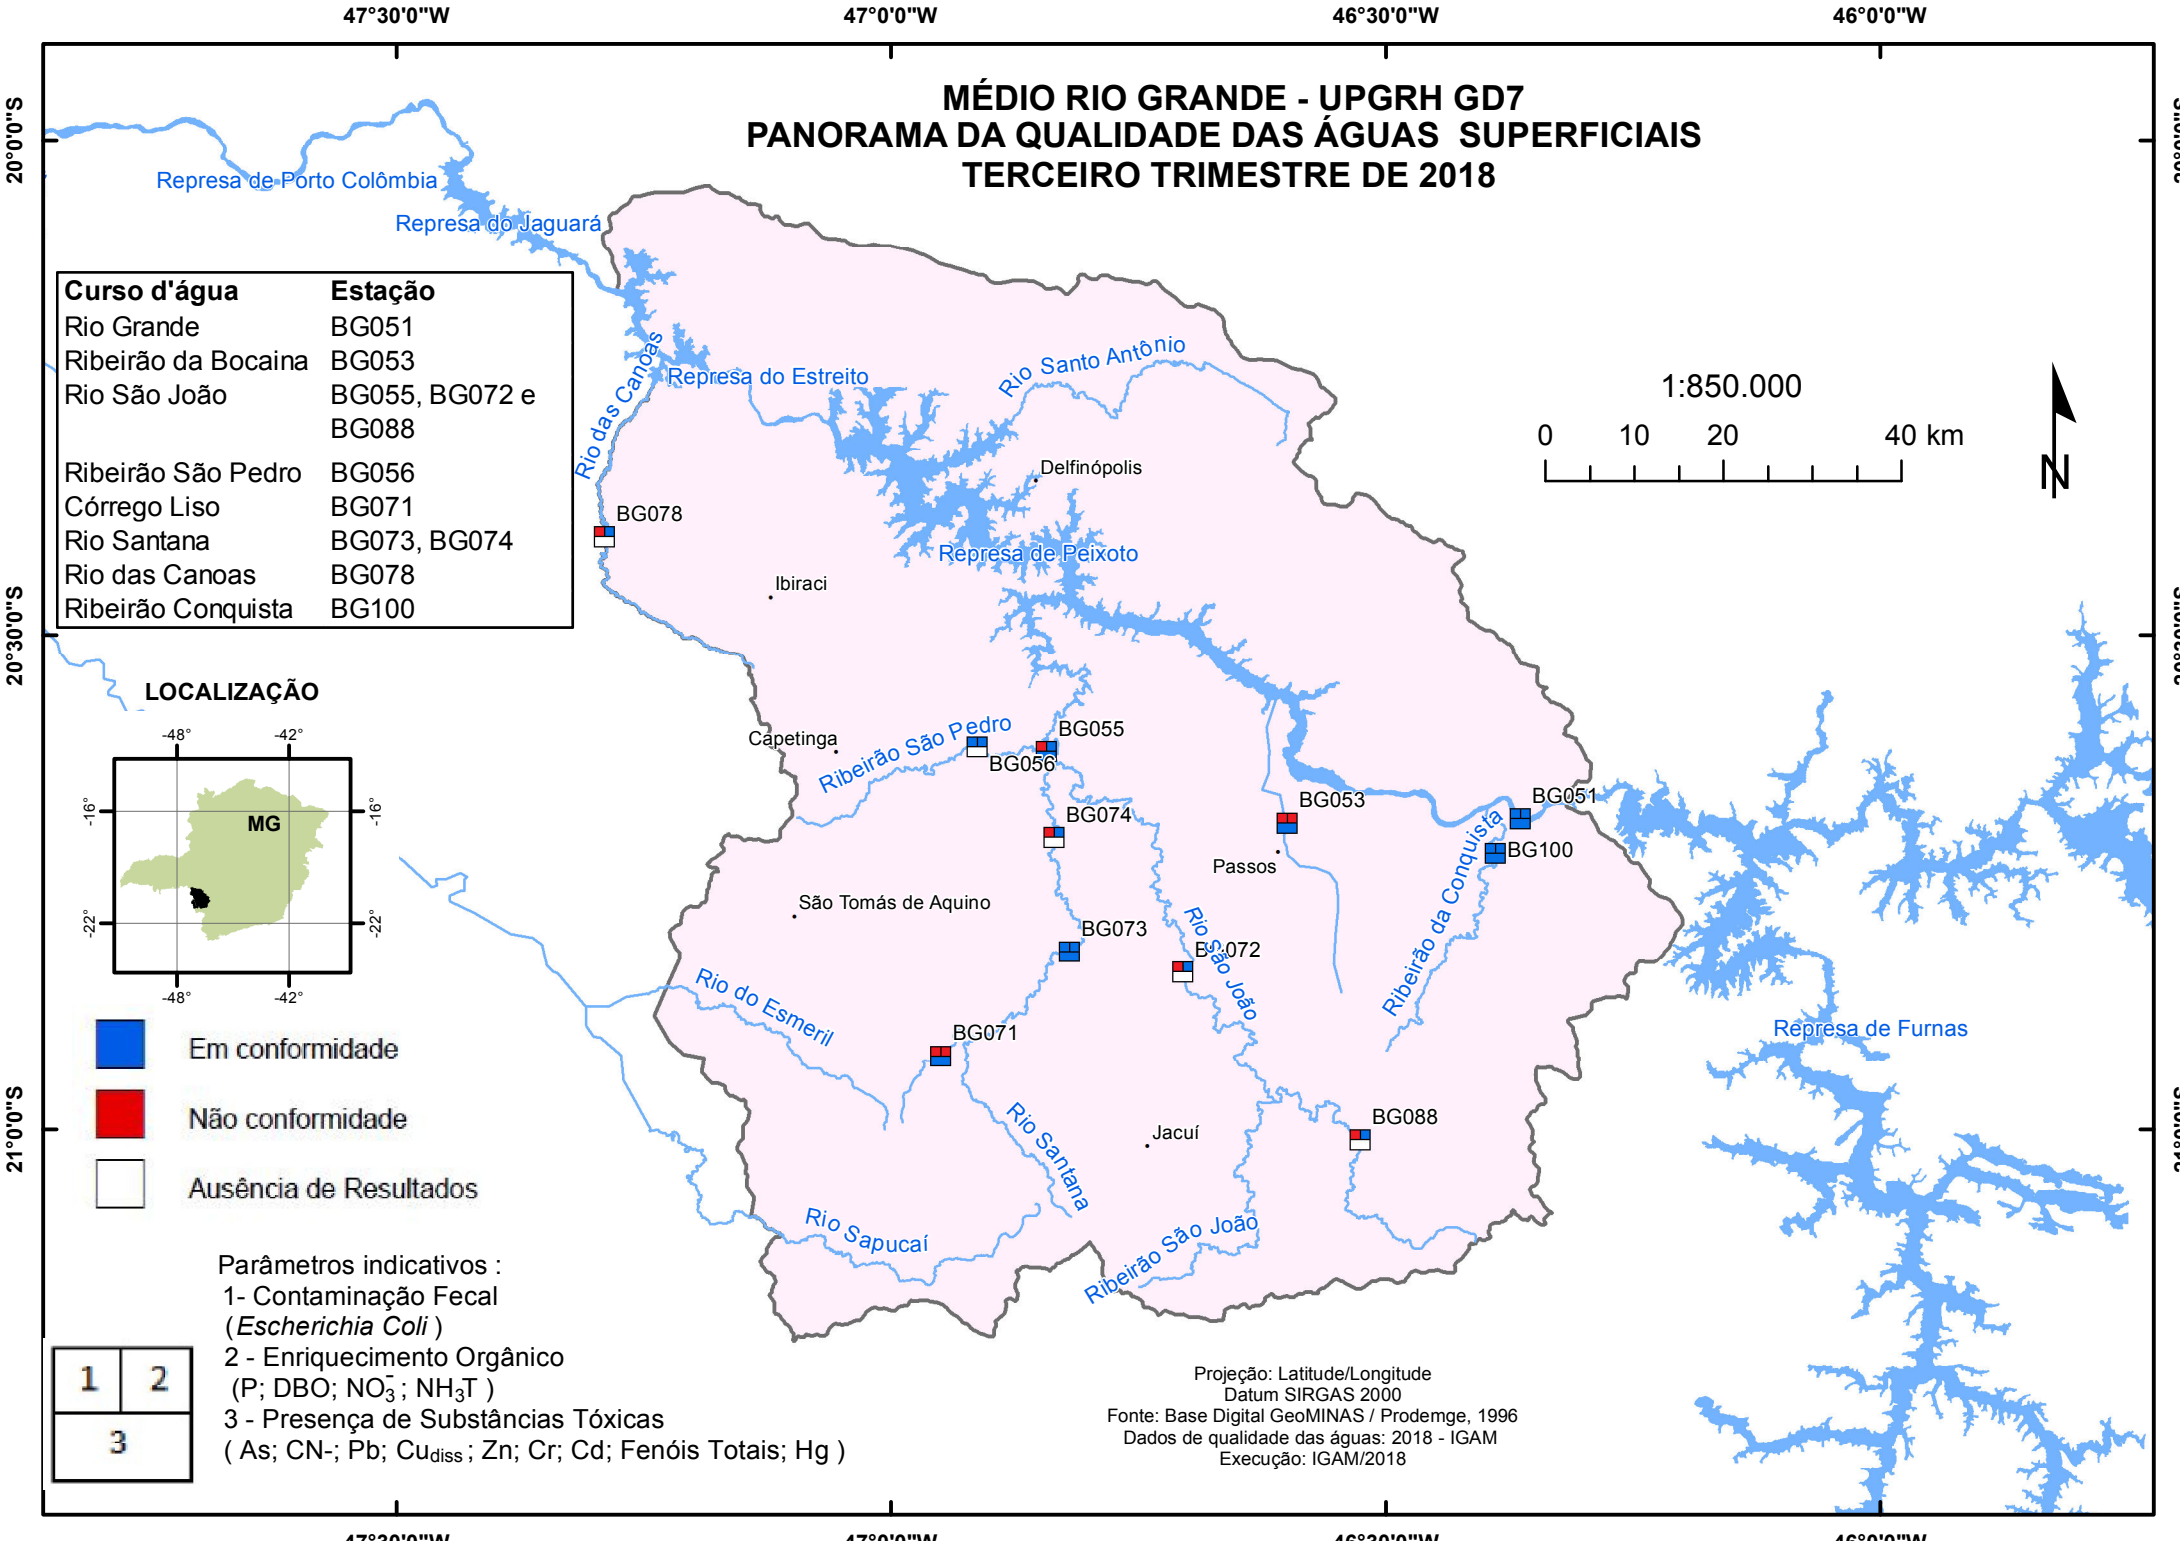 47°30'0"W 47°0'0"W 46°30'0"W 46°0'0"W
MÉDIO RIO GRANDE - UPGRH GD7
PANORAMA DA QUALIDADE DAS ÁGUAS SUPERFICIAIS
TERCEIRO TRIMESTRE DE 2018
20°0'0"S
Represa de Porto Colômbia
Represa do Jaguará
Curso d'água Estação
Rio Grande BG051
Ribeirão da Bocaina BG053
Rio São João BG055, BG072 e
BG088
Ribeirão São Pedro BG056
Córrego Liso BG071
Rio Santana BG073, BG074
Rio das Canoas BG078
Ribeirão Conquista BG100
Rio das Canoas
Represa do Estreito
Rio Santo Antônio
1:850.000
0 10 20 40 km
N
Delfinópolis
BG078
Represa de Peixoto
Ibiraci
20°30'0"S
LOCALIZAÇÃO
-48° -42°
-16° -16°
MG
-22° -22°
-48° -42°
Capetinga
Ribeirão São Pedro
BG055
BG056
BG074
BG053
BG051
BG100
Passos
Ribeirão da Conquista
São Tomás de Aquino
BG073
BG072
Rio São João
Rio do Esmeril
BG071
Represa de Furnas
Em conformidade
Não conformidade
Ausência de Resultados
21°0'0"S
Rio Santana
Jacuí
BG088
Rio Sapucaí
Ribeirão São João
Parâmetros indicativos :
1- Contaminação Fecal
(Escherichia Coli )
2 - Enriquecimento Orgânico
(P; DBO; NO₃⁻; NH₃T )
3 - Presença de Substâncias Tóxicas
( As; CN-; Pb; Cudiss; Zn; Cr; Cd; Fenóis Totais; Hg )
1 2
3
Projeção: Latitude/Longitude
Datum SIRGAS 2000
Fonte: Base Digital GeoMINAS / Prodemge, 1996
Dados de qualidade das águas: 2018 - IGAM
Execução: IGAM/2018